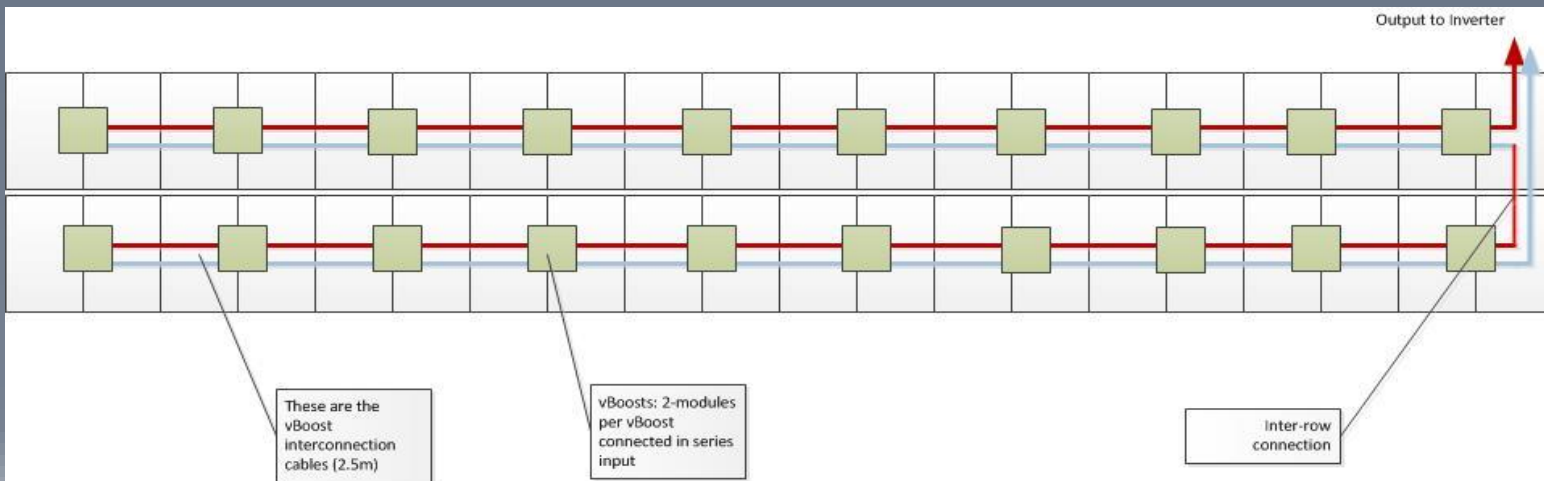 Output to Inverter
These are the
vBoost
interconnection
cables (2.5m)
vBoosts: 2-modules
per vBoost
connected in series
input
Inter-row
connection